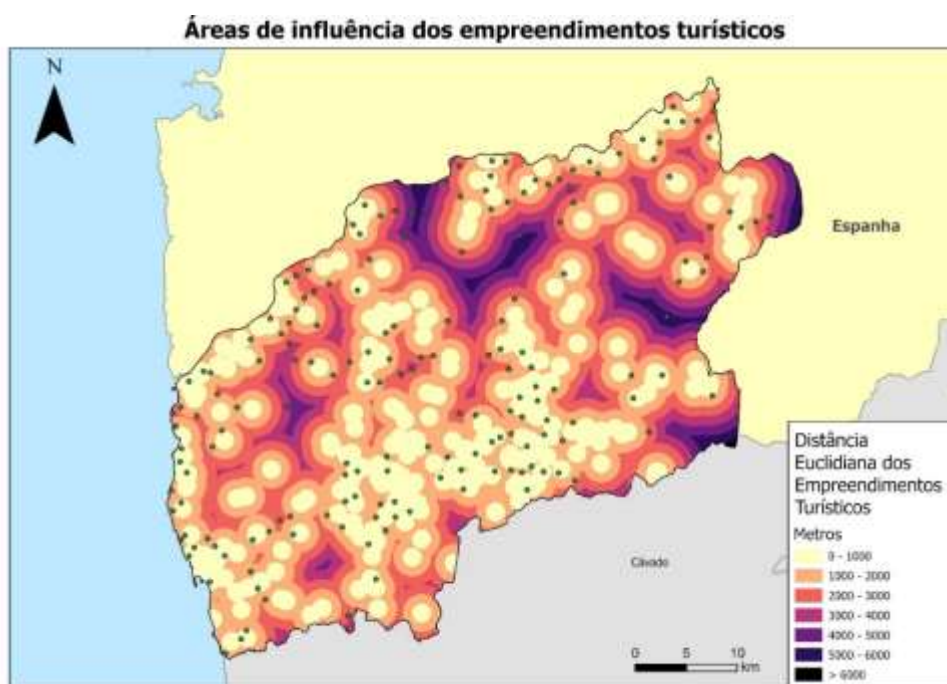 Áreas de influência dos empreendimentos turísticos
N
Espanha
Distância
Euclidiana dos
Empreendimentos
Turísticos
Metros
0 - 1000
1000 - 2000
2000 - 3000
3000 - 4000
4000 - 5000
5000 - 6000
> 6000
Cávado
0 5 10
km